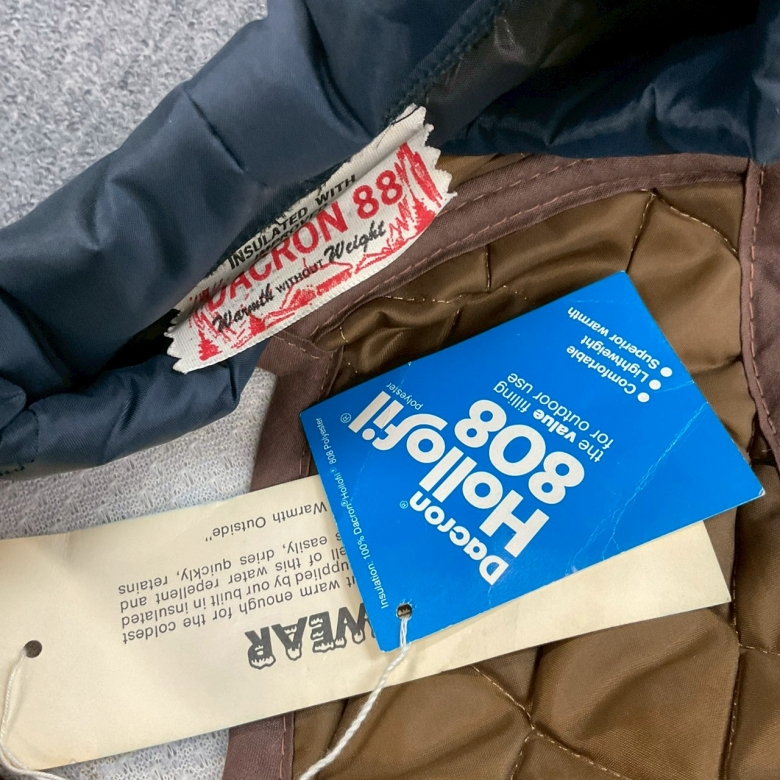 INSULATED WITH
DACRON 88
Warmth WITHOUT Weight
Dacron®
Hollofil®
808
polyester
the value filling
for outdoor use
Comfortable
Lightweight
Superior warmth
Insulation: 100% Dacron® Hollofil® 808 Polyester
WEAR
t warm enough for the coldest
upplied by our built in insulated
ell of this water repellent and
s easily, dries quickly, retains
Warmth Outside"